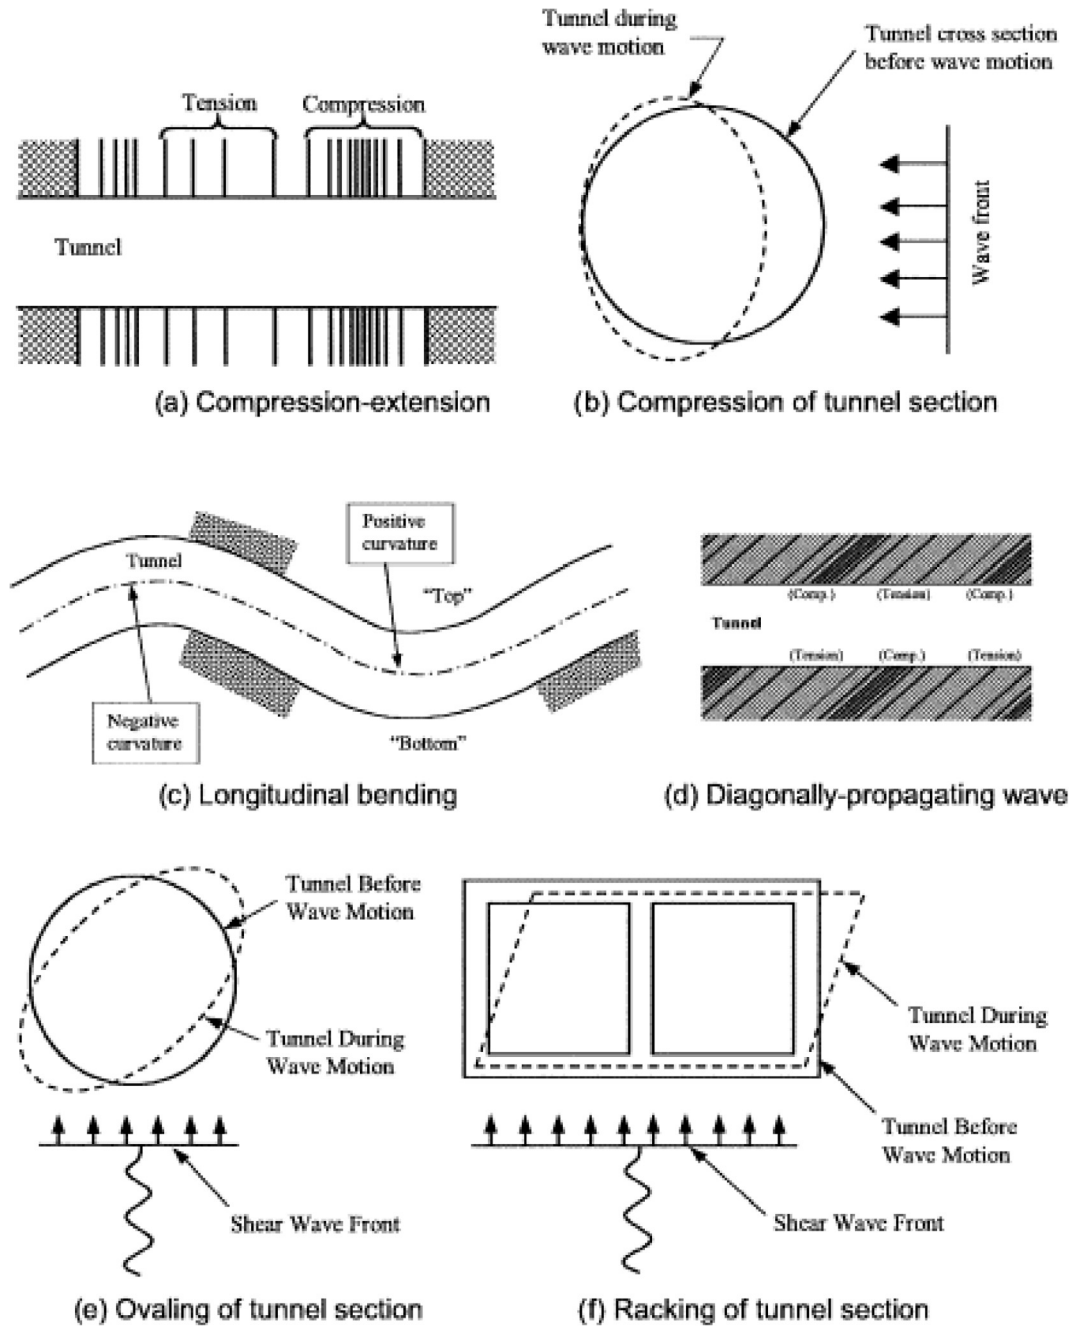 Tunnel during
wave motion
Tunnel cross section
before wave motion
Tension
Compression
Tunnel
Wave front
(a) Compression-extension
(b) Compression of tunnel section
Positive
curvature
Tunnel
"Top"
Negative
curvature
"Bottom"
(Comp.)
(Tension)
(Comp.)
Tunnel
(Tension)
(Comp.)
(Tension)
(c) Longitudinal bending
(d) Diagonally-propagating wave
Tunnel Before
Wave Motion
Tunnel During
Wave Motion
Shear Wave Front
Tunnel During
Wave Motion
Tunnel Before
Wave Motion
Shear Wave Front
(e) Ovaling of tunnel section
(f) Racking of tunnel section